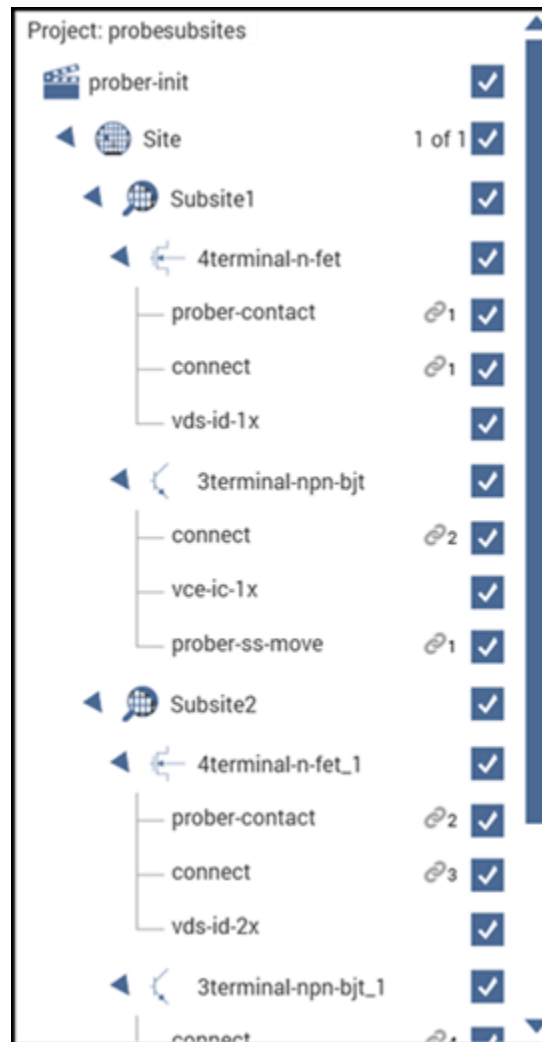 Project: probesubsites
prober-init
Site 1 of 1
Subsite1
4terminal-n-fet
prober-contact 1
connect 1
vds-id-1x
3terminal-npn-bjt
connect 2
vce-ic-1x
prober-ss-move 1
Subsite2
4terminal-n-fet_1
prober-contact 2
connect 3
vds-id-2x
3terminal-npn-bjt_1
connect 4